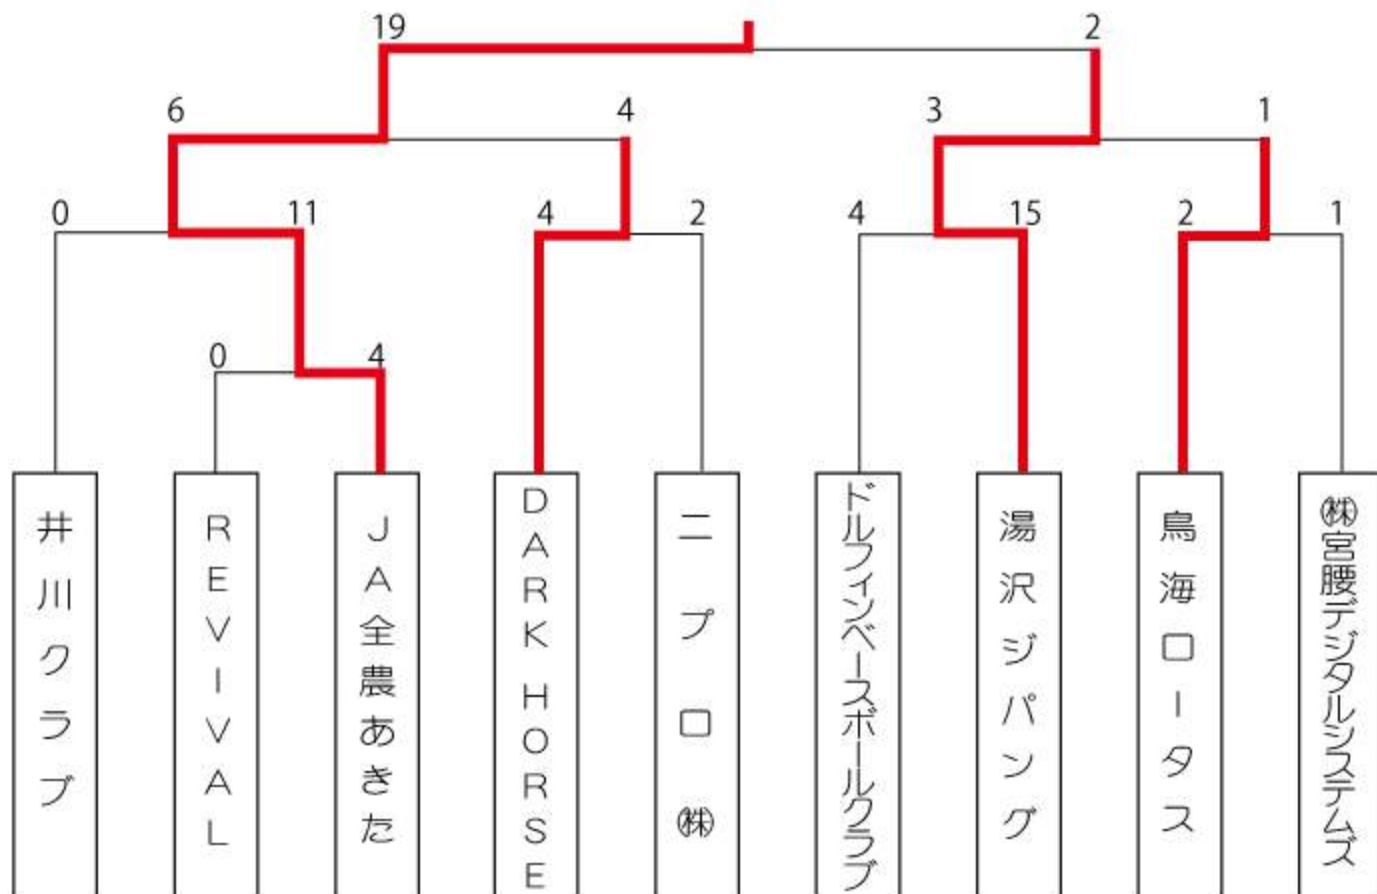 19
2
6
4
3
1
0
11
4
2
4
15
2
1
0
4
井川クラブ
REVIVAL
JA全農あきた
DARK HORSE
ニプロ㈱
ドルフィンベースボールクラブ
湯沢ジパング
鳥海ロータス
㈱宮腰デジタルシステムズ